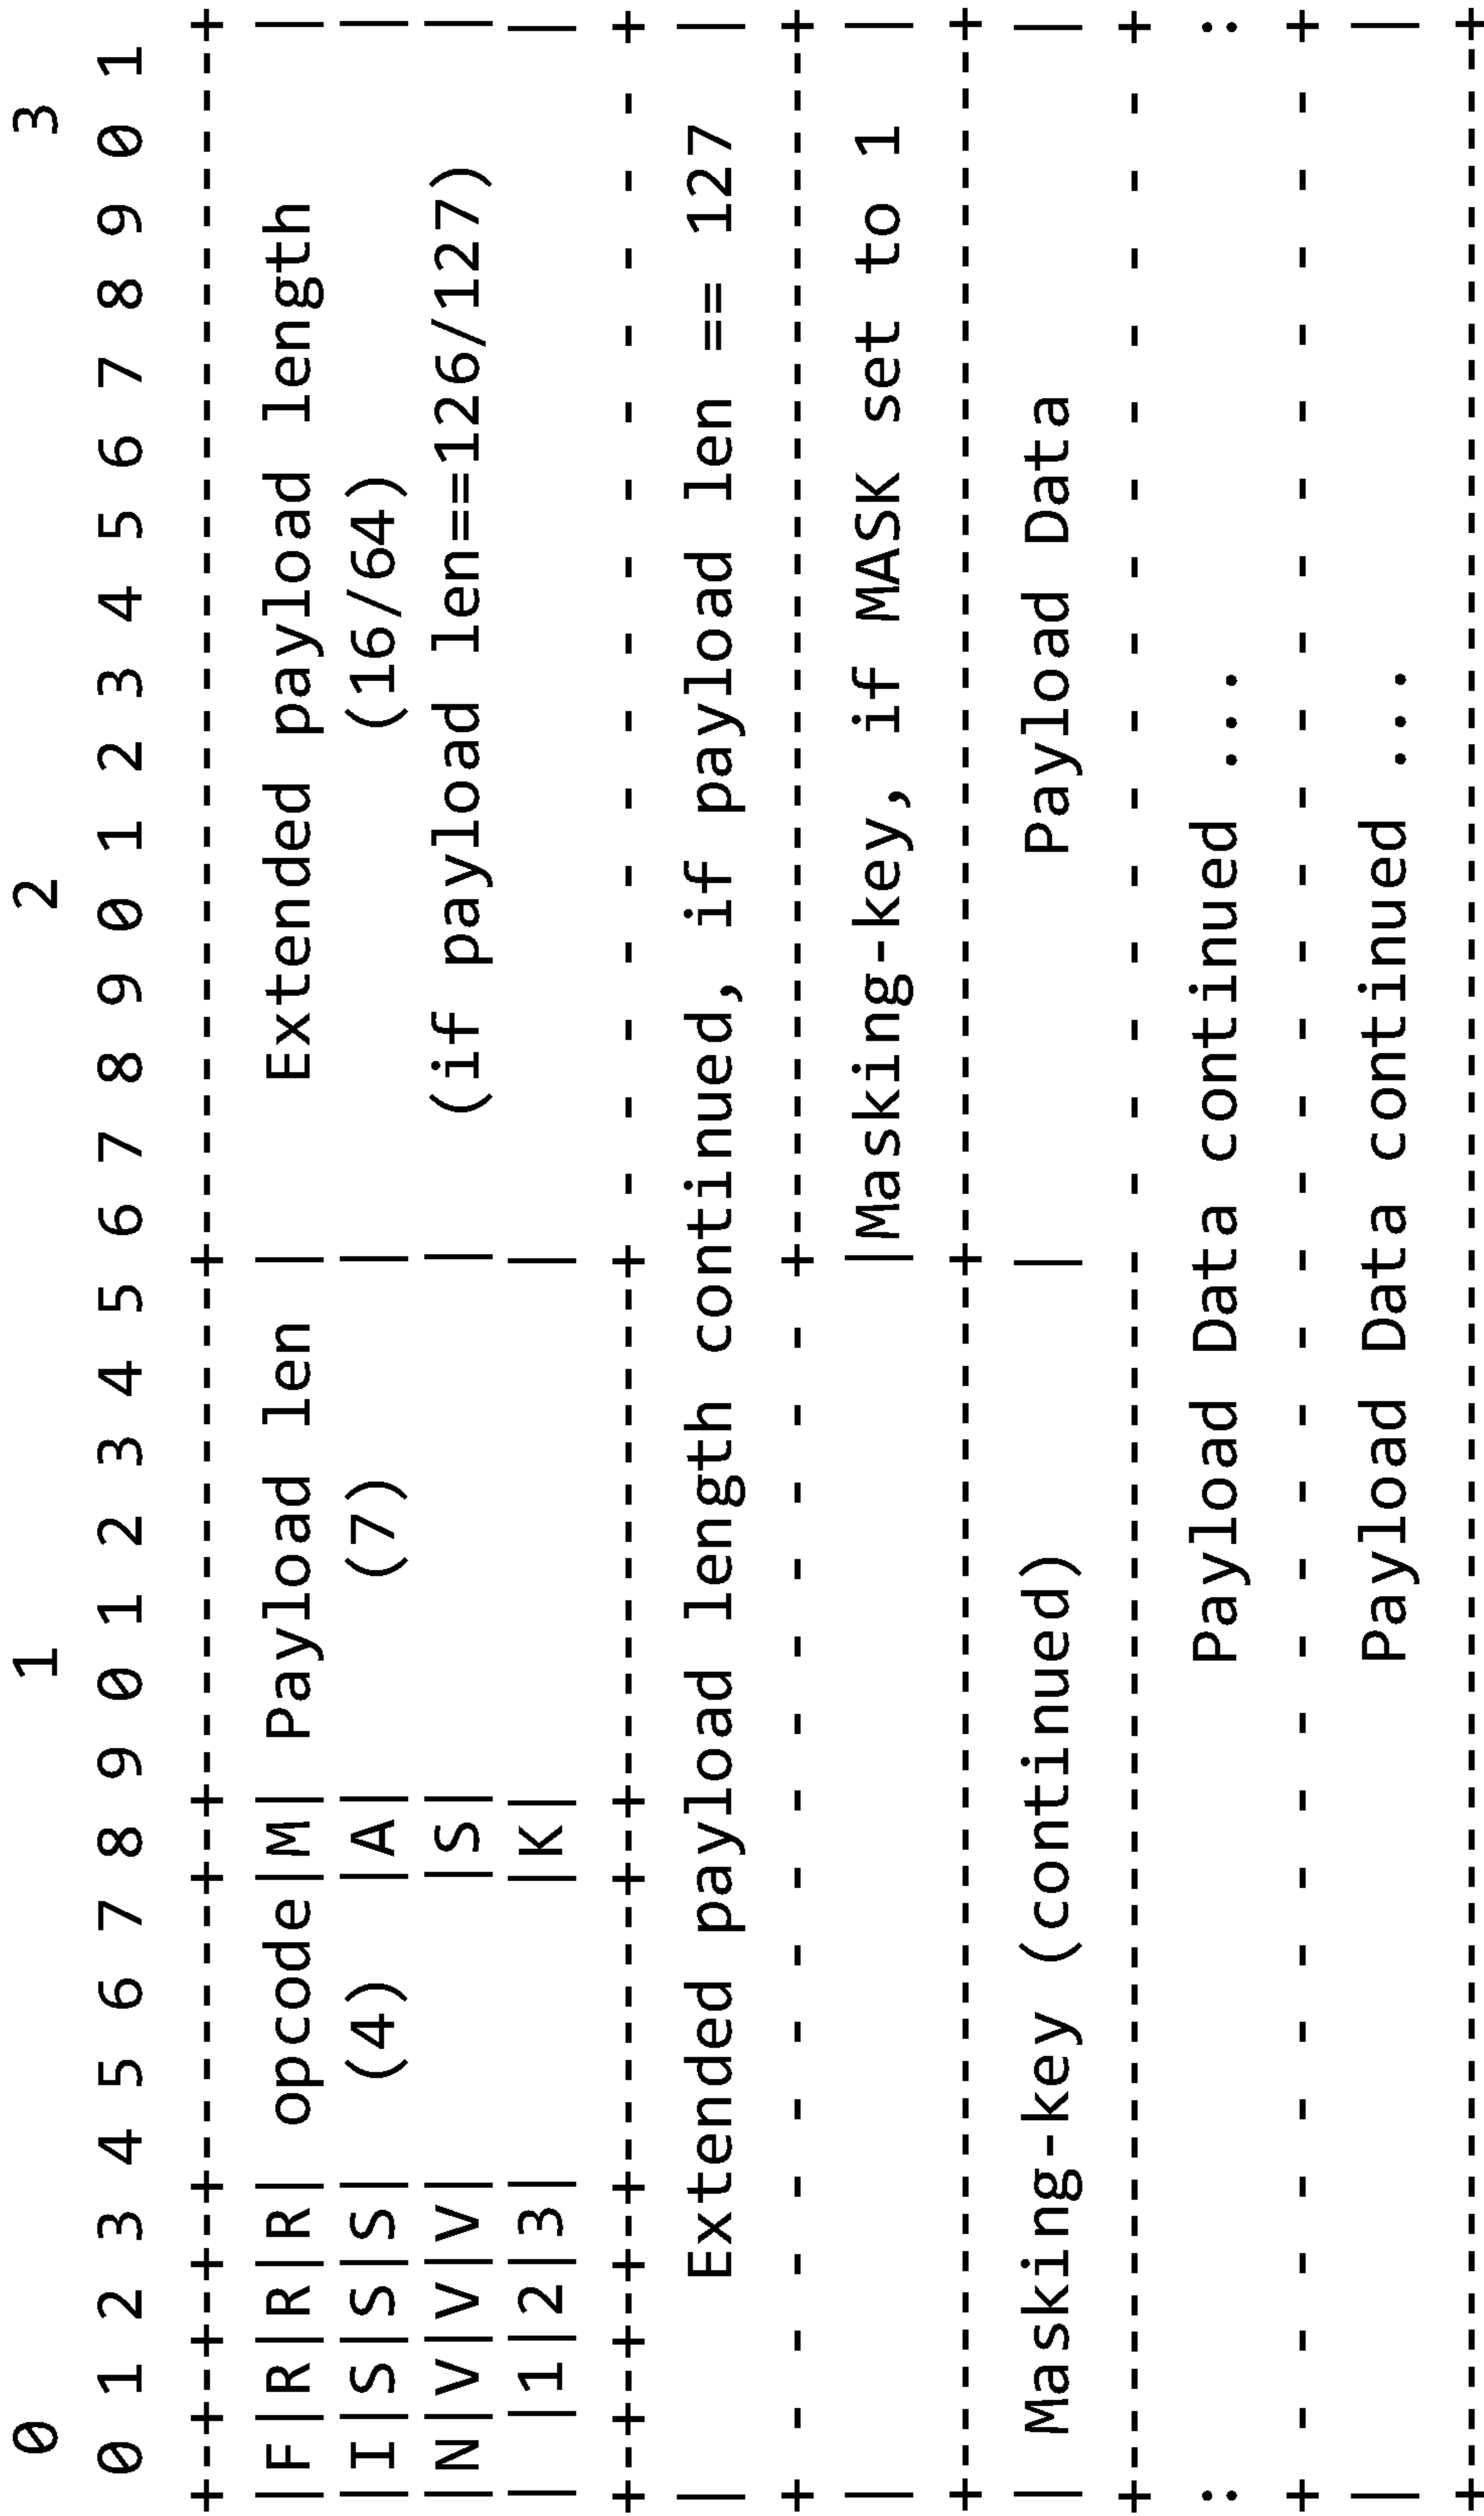 0                   1                   2                   3
 0 1 2 3 4 5 6 7 8 9 0 1 2 3 4 5 6 7 8 9 0 1 2 3 4 5 6 7 8 9 0 1
+-+-+-+-+-------+-+-------------+-------------------------------+
|F|R|R|R| opcode|M| Payload len |    Extended payload length    |
|I|S|S|S|  (4)  |A|     (7)     |             (16/64)           |
|N|V|V|V|       |S|             |   (if payload len==126/127)   |
| |1|2|3|       |K|             |                               |
+-+-+-+-+-------+-+-------------+ - - - - - - - - - - - - - - - +
|     Extended payload length continued, if payload len == 127  |
+ - - - - - - - - - - - - - - - +-------------------------------+
|                               |Masking-key, if MASK set to 1  |
+-------------------------------+-------------------------------+
| Masking-key (continued)       |          Payload Data         |
+-------------------------------- - - - - - - - - - - - - - - - +
:                     Payload Data continued ...                :
+ - - - - - - - - - - - - - - - - - - - - - - - - - - - - - - - +
|                     Payload Data continued ...                |
+---------------------------------------------------------------+